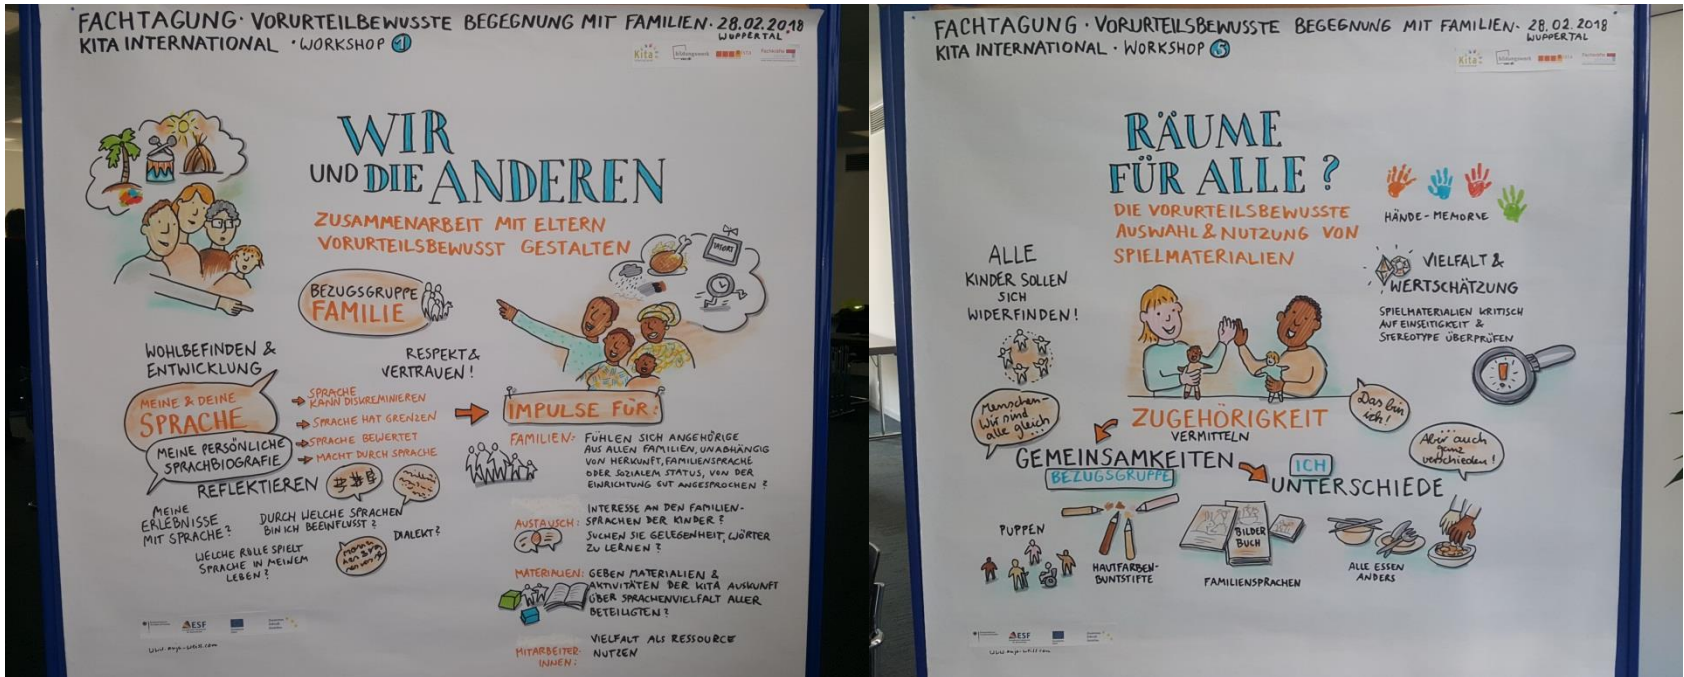 FACHTAGUNG · VORURTEILBEWUSSTE BEGEGNUNG MIT FAMILIEN · 28.02.2018
WUPPERTAL
KITA INTERNATIONAL · WORKSHOP 1
Kita
WIR
UND DIE ANDEREN
ZUSAMMENARBEIT MIT ELTERN
VORURTEILSBEWUSST GESTALTEN
BEZUGSGRUPPE
FAMILIE
WOHLBEFINDEN &
ENTWICKLUNG
RESPEKT &
VERTRAUEN!
MEINE & DEINE
SPRACHE
MEINE PERSÖNLICHE
SPRACHBIOGRAFIE
REFLEKTIEREN
→ SPRACHE
KANN DISKREMINIEREN
→ SPRACHE HAT GRENZEN
→ SPRACHE BEWERTET
→ MACHT DURCH SPRACHE
MEINE
ERLEBNISSE
MIT SPRACHE?
DURCH WELCHE SPRACHEN
BIN ICH BEEINFLUSST?
DIALEKT?
WELCHE ROLLE SPIELT
SPRACHE IN MEINEM
LEBEN?
IMPULSE FÜR:
FAMILIEN: FÜHLEN SICH ANGEHÖRIGE
AUS ALLEN FAMILIEN, UNABHÄNGIG
VON HERKUNFT, FAMILIENSPRACHE
ODER SOZIALEM STATUS, VON DER
EINRICHTUNG GUT ANGESPROCHEN?
INTERESSE AN DEN FAMILIEN-
AUSTAUSCH: SPRACHEN DER KINDER?
SUCHEN SIE GELEGENHEIT, WÖRTER
ZU LERNEN?
MATERIALIEN: GEBEN MATERIALIEN &
AKTIVITÄTEN DER KITA AUSKUNFT
ÜBER SPRACHENVIELFALT ALLER
BETEILIGTEN?
VIELFALT ALS RESSOURCE
MITARBEITER- NUTZEN
INNEN:
ESF
FACHTAGUNG · VORURTEILSBEWUSSTE BEGEGNUNG MIT FAMILIEN · 28.02.2018
WUPPERTAL
KITA INTERNATIONAL · WORKSHOP 5
Kita
RÄUME
FÜR ALLE?
DIE VORURTEILSBEWUSSTE
AUSWAHL & NUTZUNG VON
SPIELMATERIALIEN
HÄNDE-MEMORIE
ALLE
KINDER SOLLEN
SICH
WIDERFINDEN!
VIELFALT &
WERTSCHÄTZUNG
SPIELMATERIALIEN KRITISCH
AUF EINSEITIGKEIT &
STEREOTYPE ÜBERPRÜFEN
!
Menschen-
Wir sind
alle gleich...
ZUGEHÖRIGKEIT
VERMITTELN
Das bin
ich!
Aber auch
ganz
verschieden!
GEMEINSAMKEITEN
BEZUGSGRUPPE
ICH
UNTERSCHIEDE
PUPPEN
HAUTFARBEN-
BUNTSTIFTE
BILDER
BUCH
FAMILIENSPRACHEN
ALLE ESSEN
ANDERS
ESF